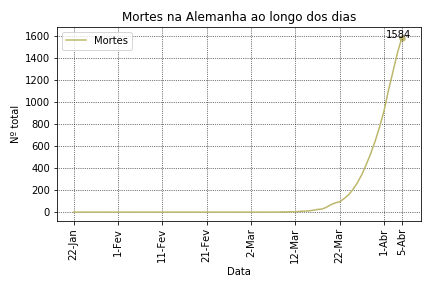 Mortes na Alemanha ao longo dos dias
Mortes
1584
Nº total
1600
1400
1200
1000
800
600
400
200
0
22-Jan
1-Fev
11-Fev
21-Fev
2-Mar
12-Mar
22-Mar
1-Abr
5-Abr
Data